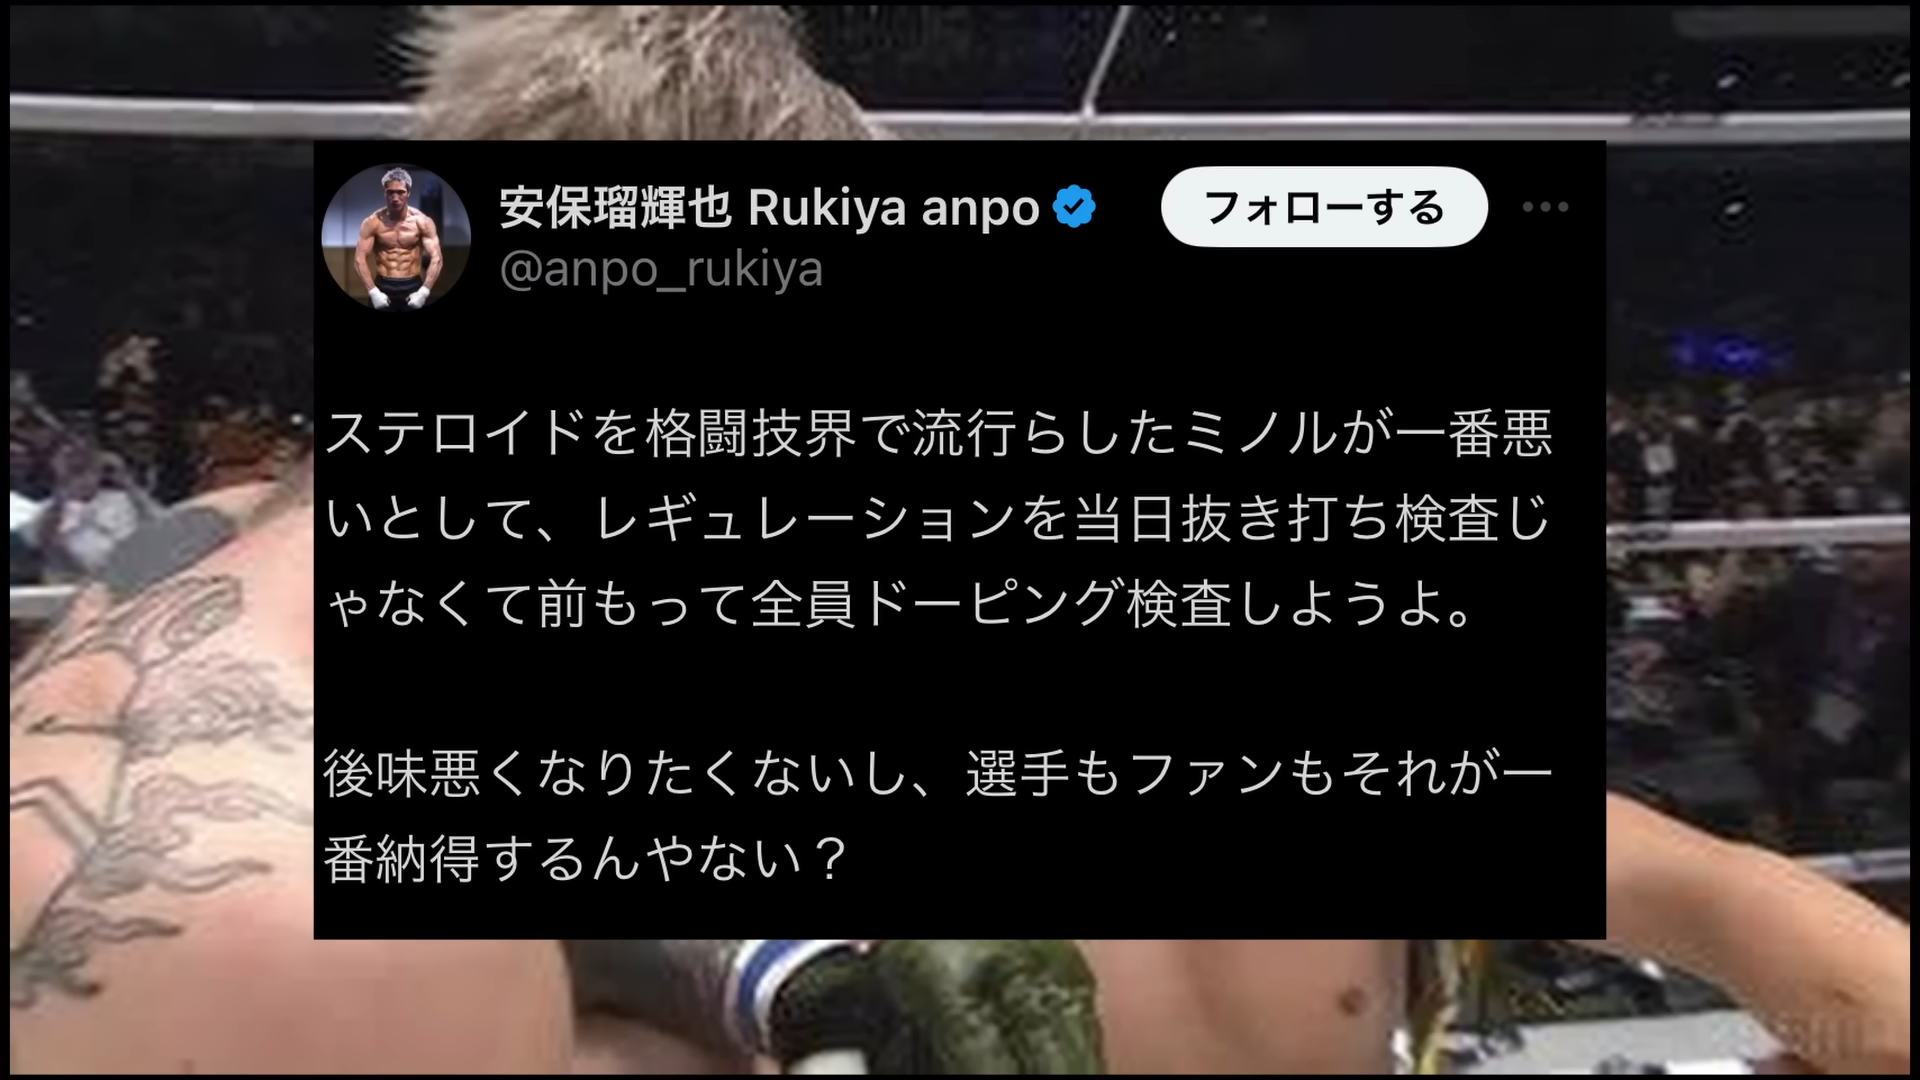 安保瑠輝也 Rukiya anpo
フォローする
@anpo_rukiya
ステロイドを格闘技界で流行らしたミノルが一番悪
いとして、レギュレーションを当日抜き打ち検査じ
ゃなくて前もって全員ドーピング検査しようよ。
後味悪くなりたくないし、選手もファンもそれが一
番納得するんやない？